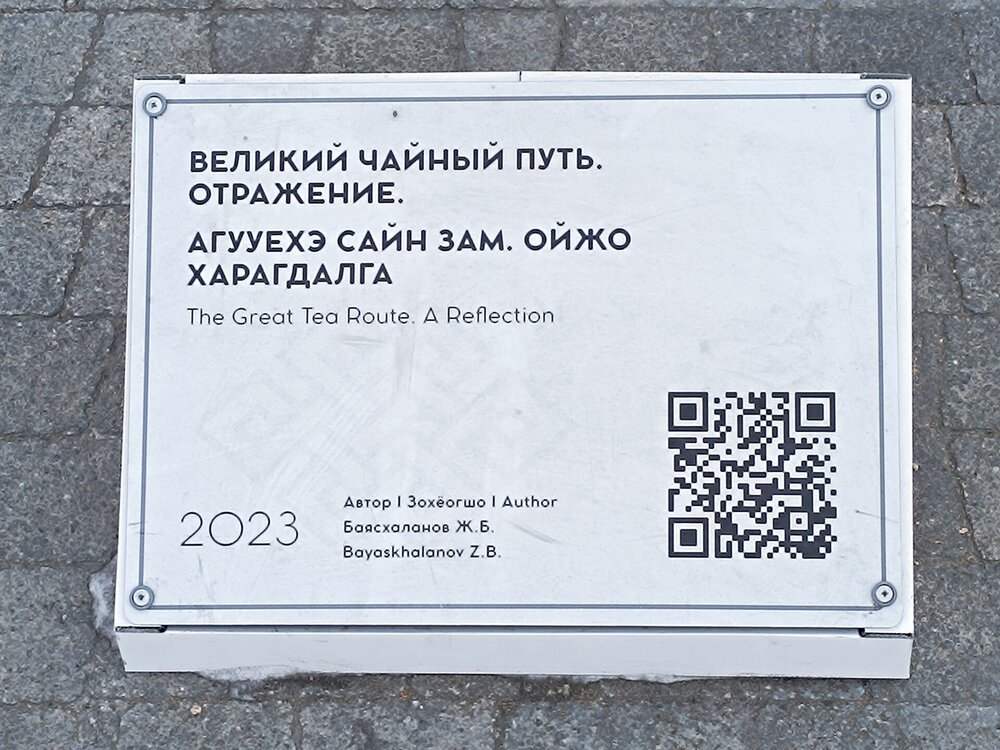 ВЕЛИКИЙ ЧАЙНЫЙ ПУТЬ.
ОТРАЖЕНИЕ.
АГУУЕХЭ САЙН ЗАМ. ОЙЖО
ХАРАГДАЛГА
The Great Tea Route. A Reflection
2023
Автор I Зохёогшо I Author
Баясхаланов Ж.Б.
Bayaskhalanov Z.B.